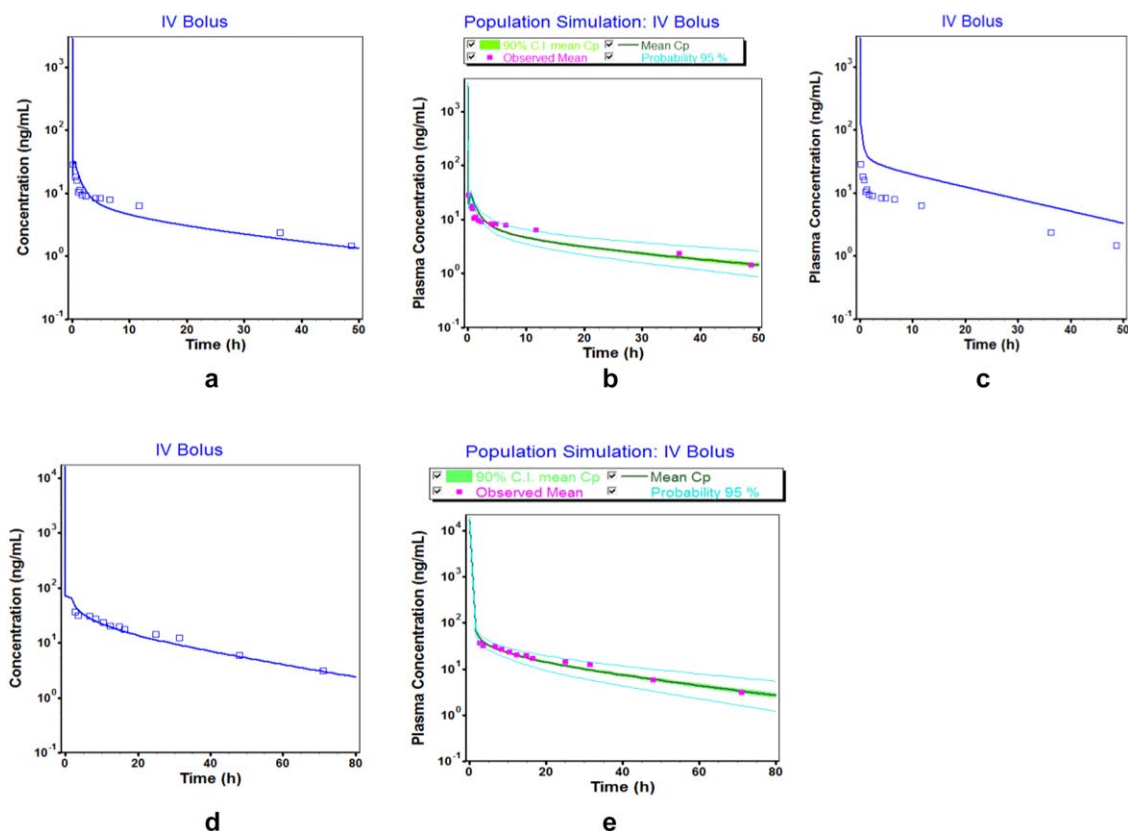 IV Bolus
Concentration (ng/mL)
10³
10²
10¹
10⁰
10⁻¹
0 10 20 30 40 50
Time (h)
a
Population Simulation: IV Bolus
90% C.I. mean Cp Mean Cp
Observed Mean Probability 95 %
Plasma Concentration (ng/mL)
10³
10²
10¹
10⁰
10⁻¹
0 10 20 30 40 50
Time (h)
b
IV Bolus
Plasma Concentration (ng/mL)
10³
10²
10¹
10⁰
10⁻¹
0 10 20 30 40 50
Time (h)
c
IV Bolus
Concentration (ng/mL)
10⁴
10³
10²
10¹
10⁰
10⁻¹
0 20 40 60 80
Time (h)
d
Population Simulation: IV Bolus
90% C.I. mean Cp Mean Cp
Observed Mean Probability 95 %
Plasma Concentration (ng/mL)
10⁴
10³
10²
10¹
10⁰
10⁻¹
0 20 40 60 80
Time (h)
e